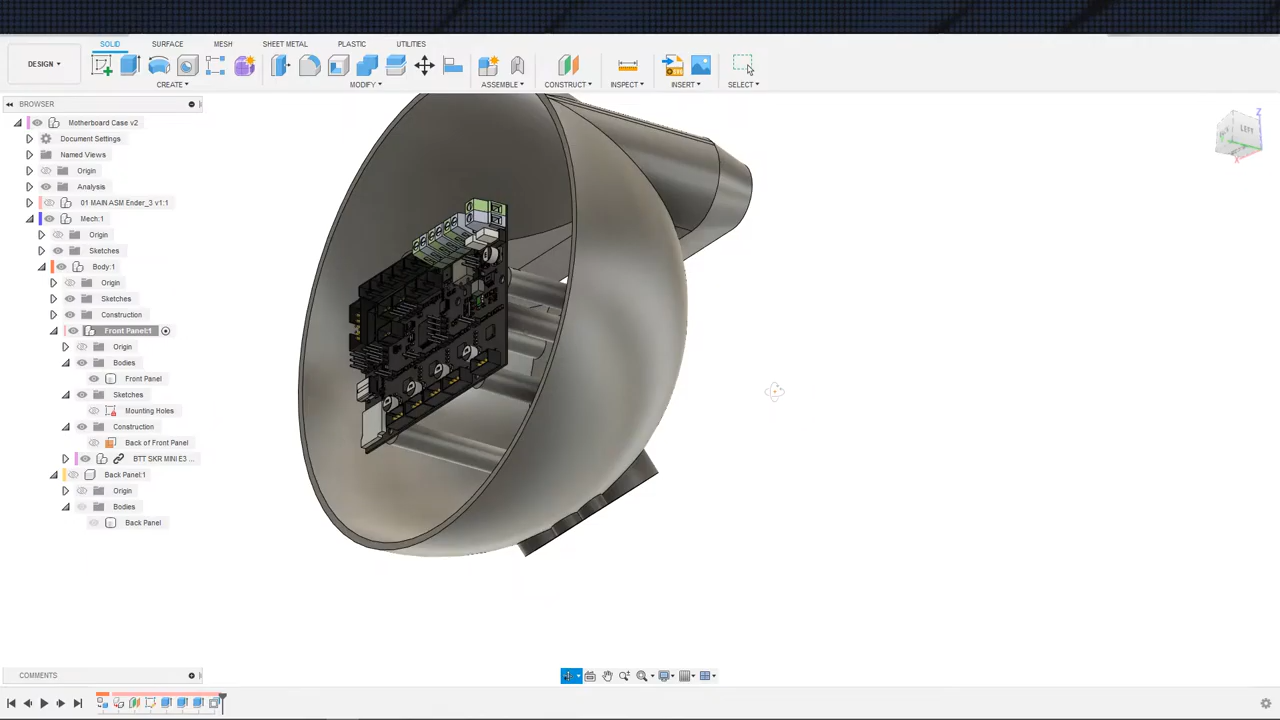 SOLID SURFACE MESH SHEET METAL PLASTIC UTILITIES
DESIGN
CREATE MODIFY ASSEMBLE CONSTRUCT INSPECT INSERT SELECT
BROWSER
Motherboard Case v2
Document Settings
Named Views
Origin
Analysis
01 MAIN ASM Ender_3 v1:1
Mech:1
Origin
Sketches
Body:1
Origin
Sketches
Construction
Front Panel:1
Origin
Bodies
Front Panel
Sketches
Mounting Holes
Construction
Back of Front Panel
BTT SKR MINI E3 ...
Back Panel:1
Origin
Bodies
Back Panel
LEFT
Z
COMMENTS